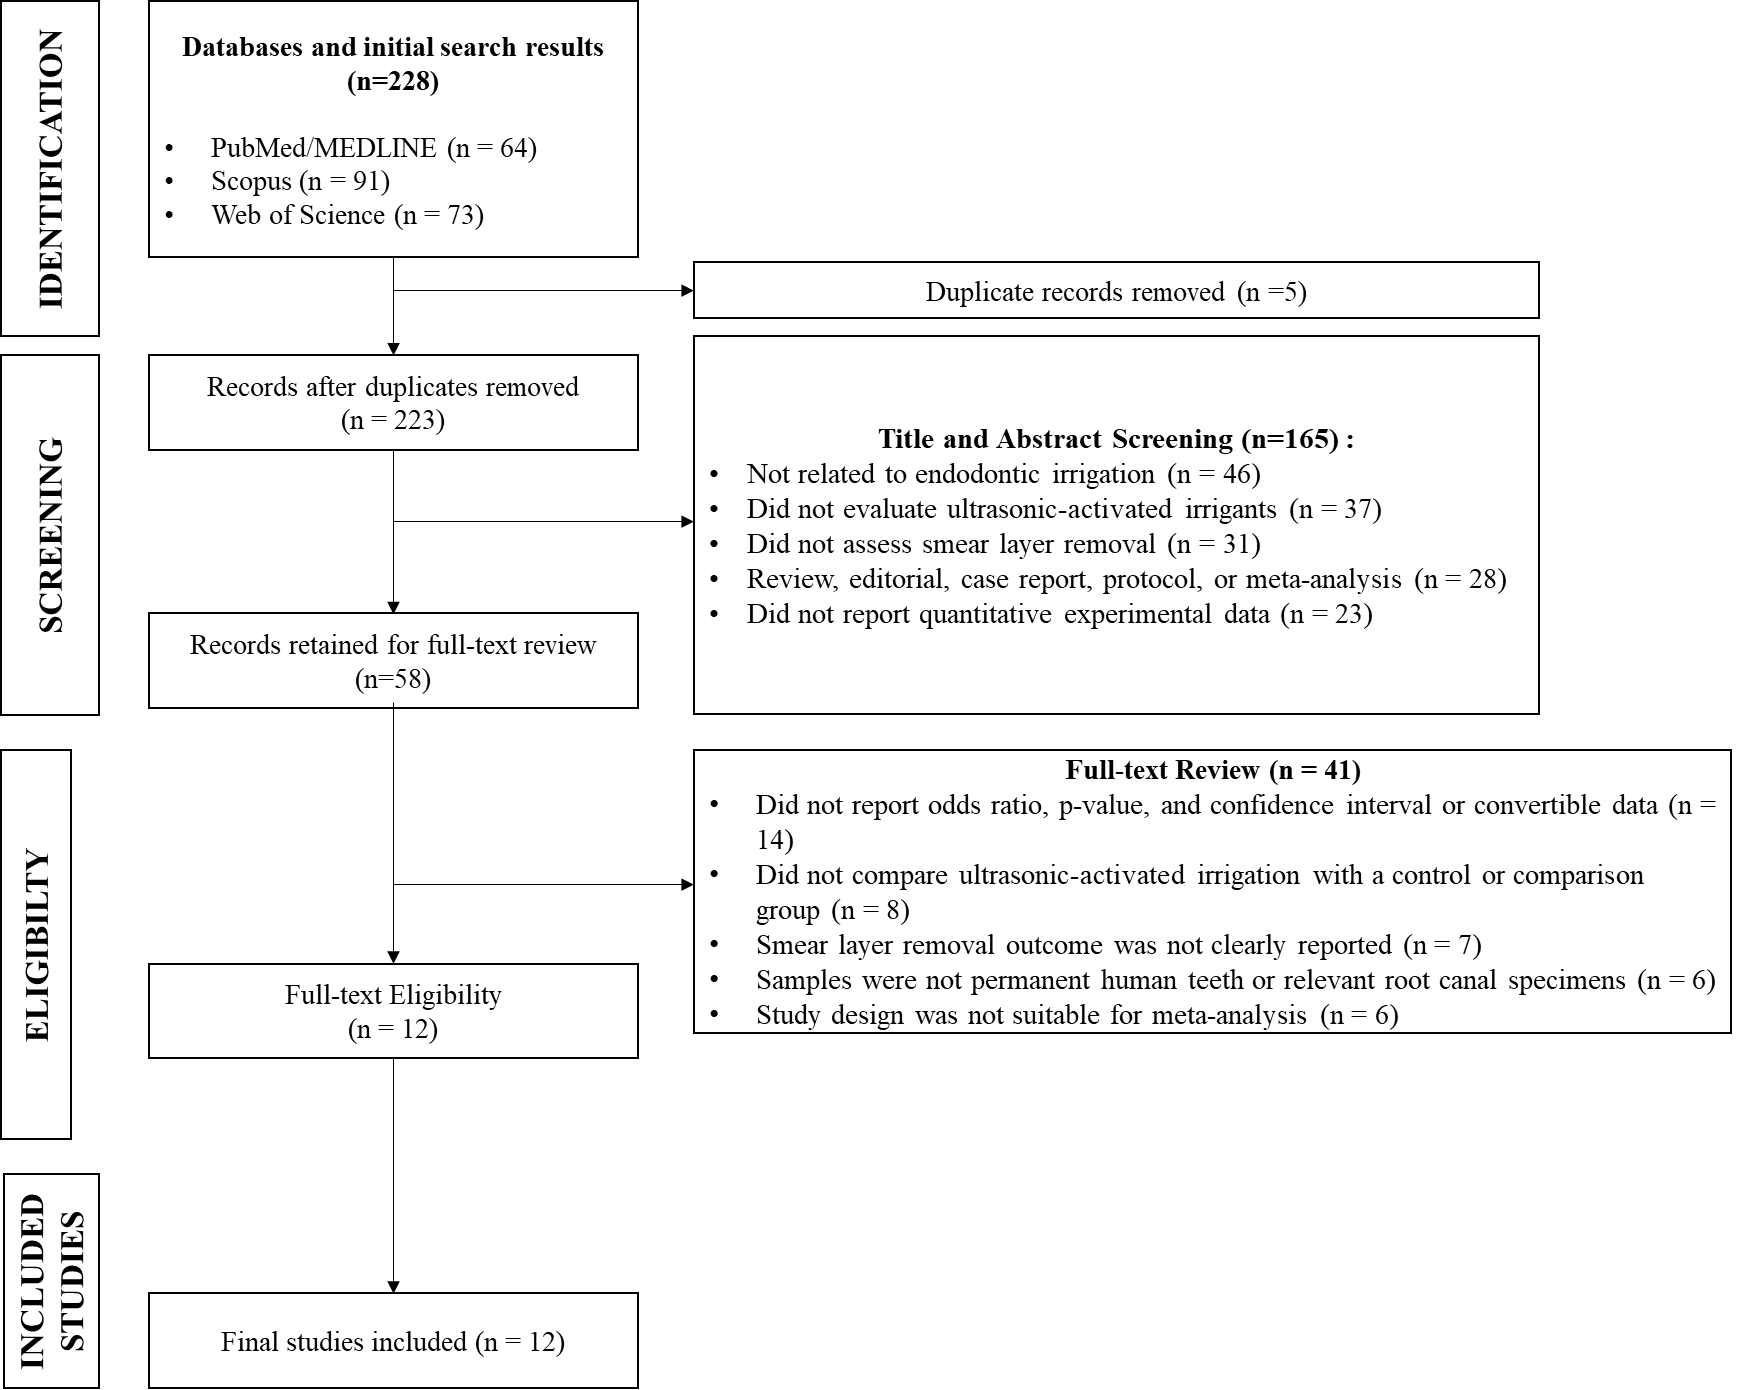 IDENTIFICATION
Databases and initial search results
(n=228)
• PubMed/MEDLINE (n = 64)
• Scopus (n = 91)
• Web of Science (n = 73)
Duplicate records removed (n =5)
SCREENING
Records after duplicates removed
(n = 223)
Title and Abstract Screening (n=165) :
• Not related to endodontic irrigation (n = 46)
• Did not evaluate ultrasonic-activated irrigants (n = 37)
• Did not assess smear layer removal (n = 31)
• Review, editorial, case report, protocol, or meta-analysis (n = 28)
• Did not report quantitative experimental data (n = 23)
Records retained for full-text review
(n=58)
ELIGIBILTY
Full-text Review (n = 41)
• Did not report odds ratio, p-value, and confidence interval or convertible data (n =
14)
• Did not compare ultrasonic-activated irrigation with a control or comparison
group (n = 8)
• Smear layer removal outcome was not clearly reported (n = 7)
• Samples were not permanent human teeth or relevant root canal specimens (n = 6)
• Study design was not suitable for meta-analysis (n = 6)
Full-text Eligibility
(n = 12)
INCLUDED
STUDIES
Final studies included (n = 12)